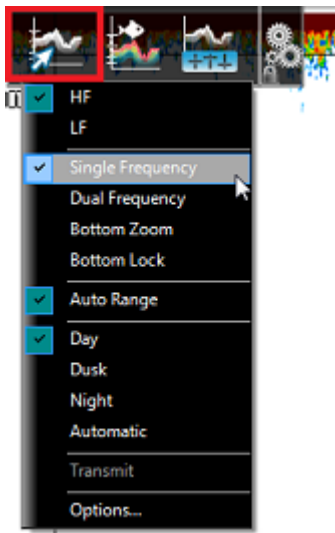 HF
LF
Single Frequency
Dual Frequency
Bottom Zoom
Bottom Lock
Auto Range
Day
Dusk
Night
Automatic
Transmit
Options...